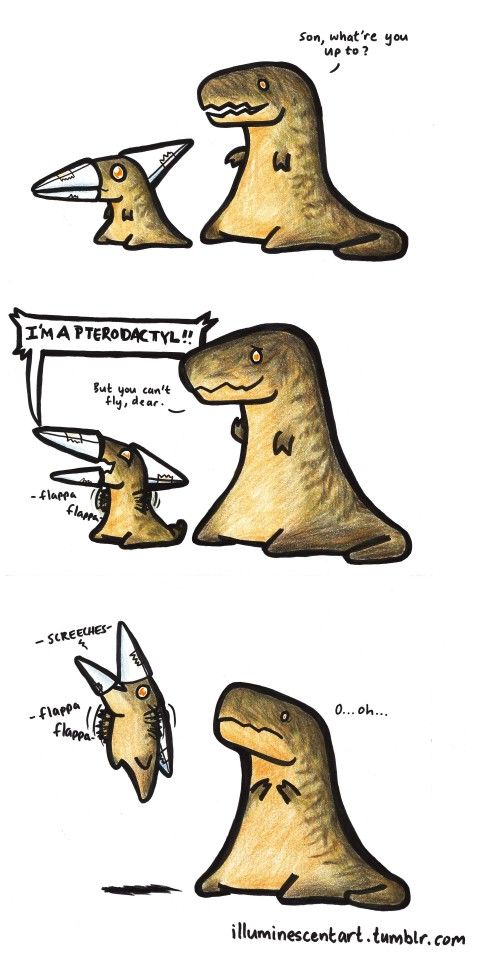 Son, what're you
up to?
I'M A PTERODACTYL!!
But you can't
fly, dear.
-flappa
flappa-
-SCREECHES-
-flappa
flappa-
O...oh...
illuminescentart.tumblr.com